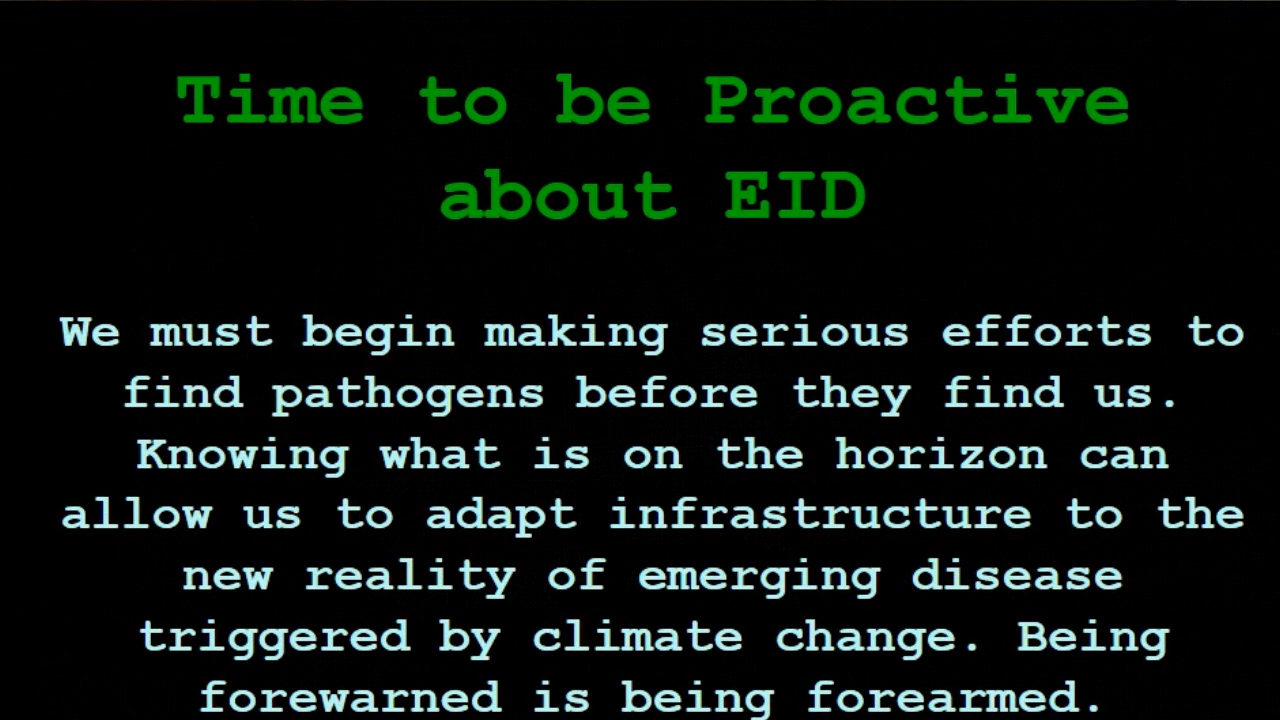 Time to be Proactive
about EID
We must begin making serious efforts to
find pathogens before they find us.
Knowing what is on the horizon can
allow us to adapt infrastructure to the
new reality of emerging disease
triggered by climate change. Being
forewarned is being forearmed.